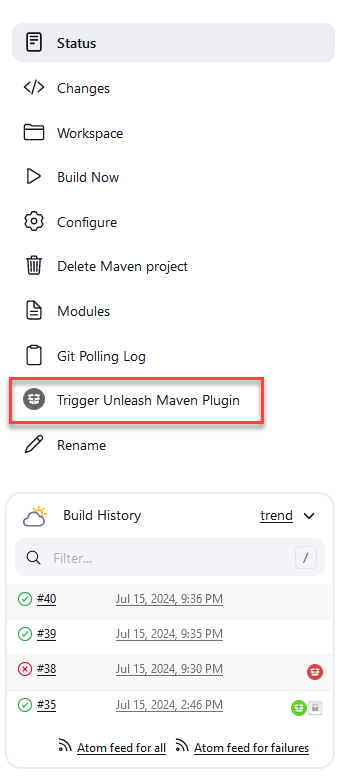 Status
Changes
Workspace
Build Now
Configure
Delete Maven project
Modules
Git Polling Log
Trigger Unleash Maven Plugin
Rename
Build History trend
Filter... /
#40 Jul 15, 2024, 9:36 PM
#39 Jul 15, 2024, 9:35 PM
#38 Jul 15, 2024, 9:30 PM
#35 Jul 15, 2024, 2:46 PM
Atom feed for all Atom feed for failures